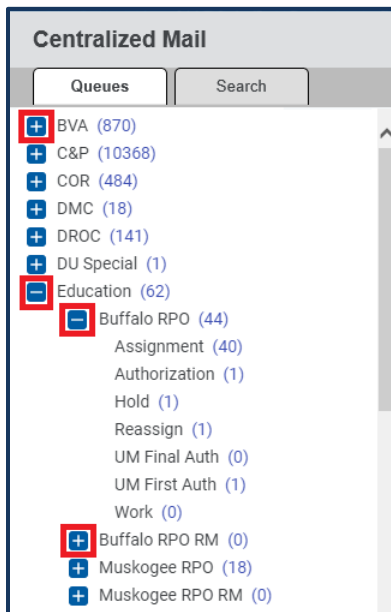 Centralized Mail
Queues Search
BVA (870)
C&P (10368)
COR (484)
DMC (18)
DROC (141)
DU Special (1)
Education (62)
Buffalo RPO (44)
Assignment (40)
Authorization (1)
Hold (1)
Reassign (1)
UM Final Auth (0)
UM First Auth (1)
Work (0)
Buffalo RPO RM (0)
Muskogee RPO (18)
Muskogee RPO RM (0)